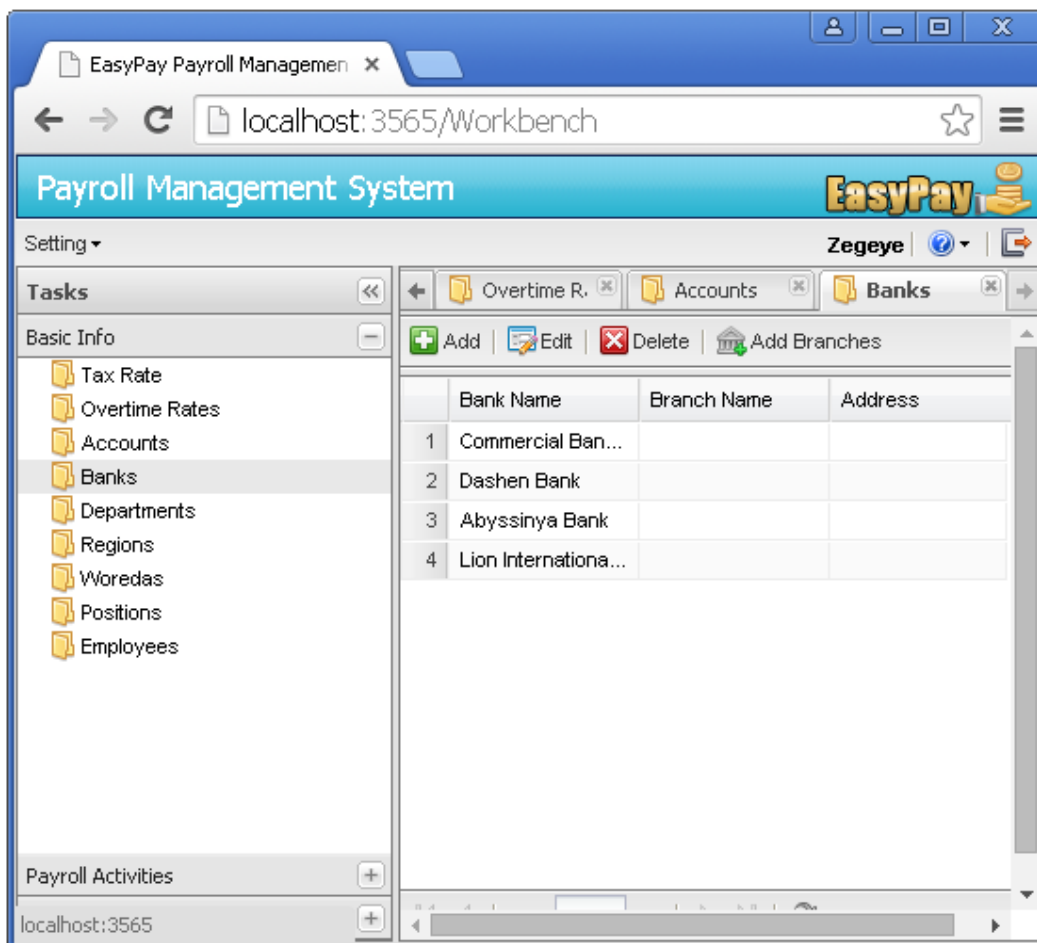 EasyPay Payroll Managemen
localhost:3565/Workbench
Payroll Management System
EasyPay
Setting
Zegeye
Tasks
Overtime R.
Accounts
Banks
Basic Info
Add
Edit
Delete
Add Branches
Tax Rate
Overtime Rates
Accounts
Banks
Departments
Regions
Woredas
Positions
Employees
Bank Name Branch Name Address
1 Commercial Ban...
2 Dashen Bank
3 Abyssinya Bank
4 Lion Internationa...
Payroll Activities
localhost:3565